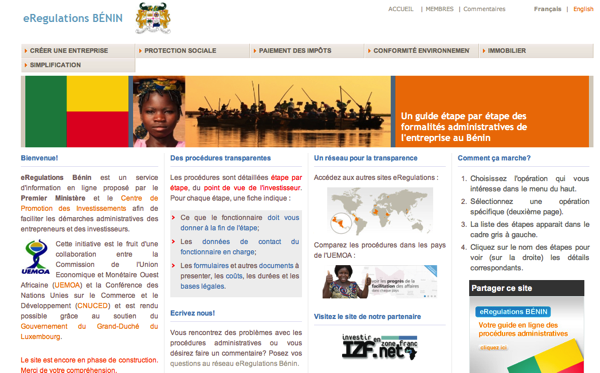 eRegulations BÉNIN
ACCUEIL | MEMBRES | Commentaires
Français | English
CRÉER UNE ENTREPRISE
PROTECTION SOCIALE
PAIEMENT DES IMPÔTS
CONFORMITÉ ENVIRONNEMEN
IMMOBILIER
SIMPLIFICATION
Un guide étape par étape des
formalités administratives de
l'entreprise au Bénin
Bienvenue!
eRegulations Bénin est un service
d'information en ligne proposé par le
Premier Ministère et le Centre de
Promotion des Investissements afin de
faciliter les démarches administratives des
entrepreneurs et des investisseurs.
Cette initiative est le fruit d'une
collaboration entre la
Commission de l'Union
Economique et Monétaire Ouest
Africaine (UEMOA) et la Conférence des
Nations Unies sur le Commerce et le
Développement (CNUCED) et est rendu
possible grâce au soutien du
Gouvernement du Grand-Duché du
Luxembourg.
UEMOA
Le site est encore en phase de construction.
Merci de votre compréhension.
Des procédures transparentes
Les procédures sont détaillées étape par
étape, du point de vue de l'investisseur.
Pour chaque étape, une fiche indique :
Ce que le fonctionnaire doit vous
donner à la fin de l'étape;
Les données de contact du
fonctionnaire en charge;
Les formulaires et autres documents à
présenter, les coûts, les durées et les
bases légales.
Ecrivez nous!
Vous rencontrez des problèmes avec les
procédures administratives ou vous
désirez faire un commentaire? Posez vos
questions au réseau eRegulations Bénin.
Un réseau pour la transparence
Accédez aux autres sites eRegulations :
Comparez les procédures dans les pays
de l'UEMOA :
voir les progrès de la
facilitation des affaires
Visitez le site de notre partenaire
investir en
zone franc
IZF.net
Comment ça marche?
1. Choisissez l'opération qui vous
intéresse dans le menu du haut.
2. Sélectionnez une opération
spécifique (deuxième page).
3. La liste des étapes apparait dans le
cadre gris à gauche.
4. Cliquez sur le nom des étapes pour
voir (sur la droite) les détails
correspondants.
Partager ce site
eRegulations BÉNIN
Votre guide en ligne des
procédures administratives
cliquez ici